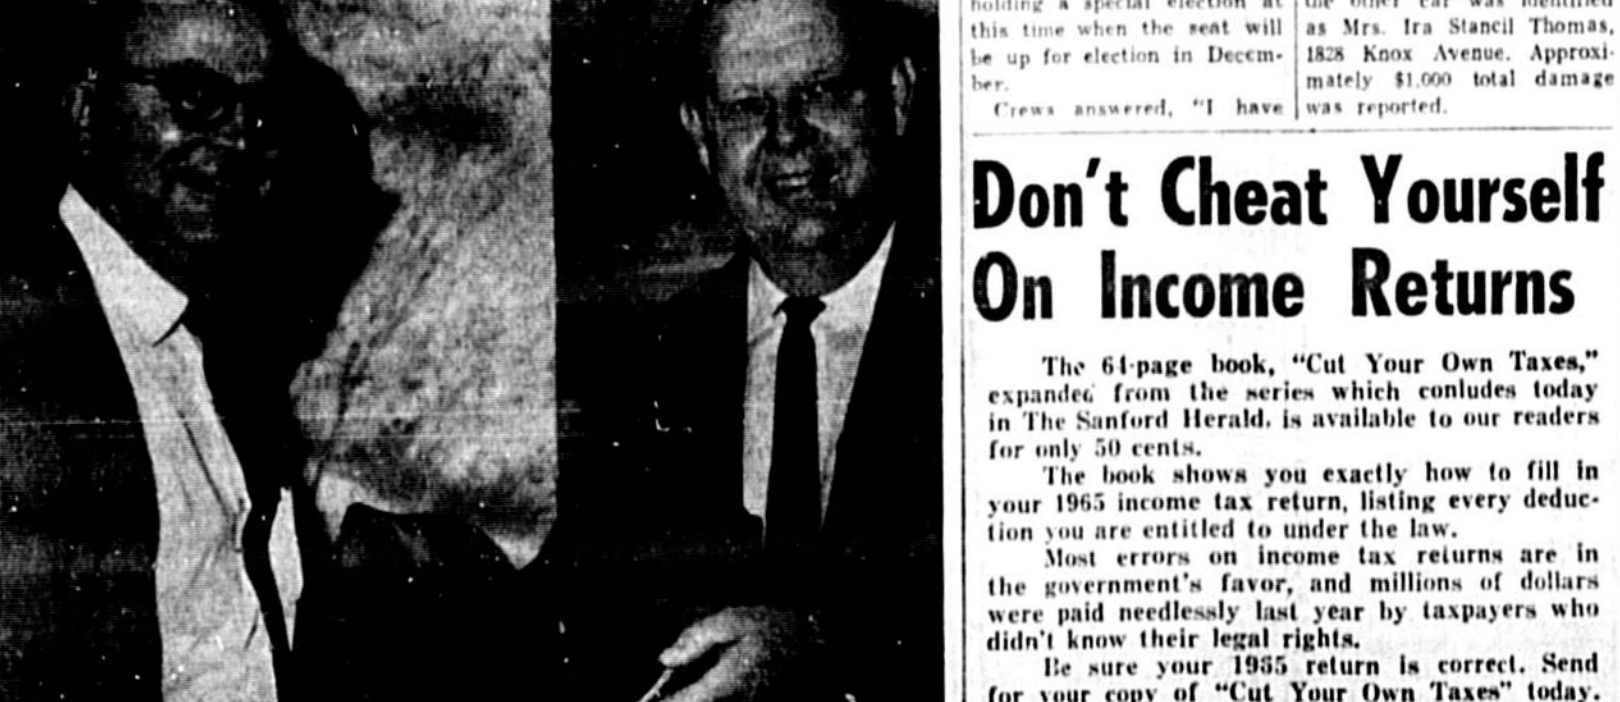 holding a special election at
this time when the seat will
be up for election in Decem-
ber.
Crews answered, "I have
the other car was identified
as Mrs. Ira Stancil Thomas,
1828 Knox Avenue. Approxi-
mately $1,000 total damage
was reported.
Don't Cheat Yourself
On Income Returns
The 64-page book, "Cut Your Own Taxes,"
expanded from the series which conludes today
in The Sanford Herald, is available to our readers
for only 50 cents.
The book shows you exactly how to fill in
your 1965 income tax return, listing every deduc-
tion you are entitled to under the law.
Most errors on income tax returns are in
the government's favor, and millions of dollars
were paid needlessly last year by taxpayers who
didn't know their legal rights.
Be sure your 1965 return is correct. Send
for your copy of "Cut Your Own Taxes" today.